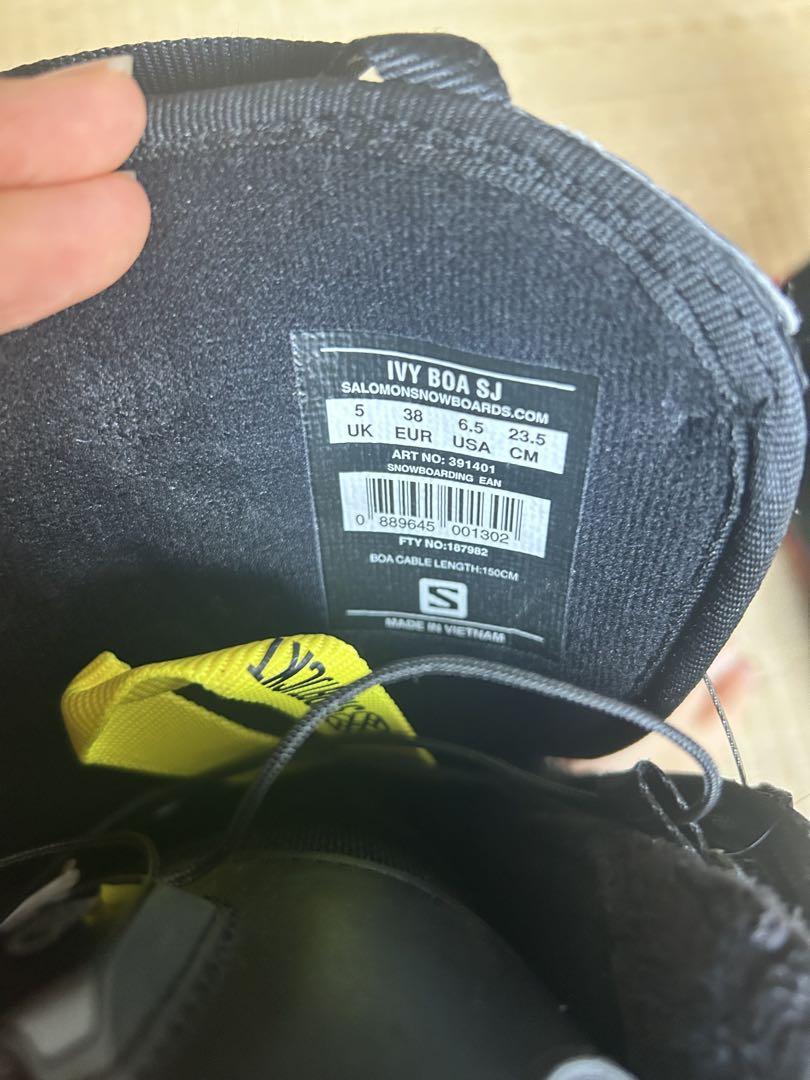 IVY BOA SJ
SALOMONSNOWBOARDS.COM
5 38 6.5 23.5
UK EUR USA CM
ART NO: 391401
SNOWBOARDING EAN
0 889645 001302
FTY NO:187982
BOA CABLE LENGTH:150CM
S
MADE IN VIETNAM